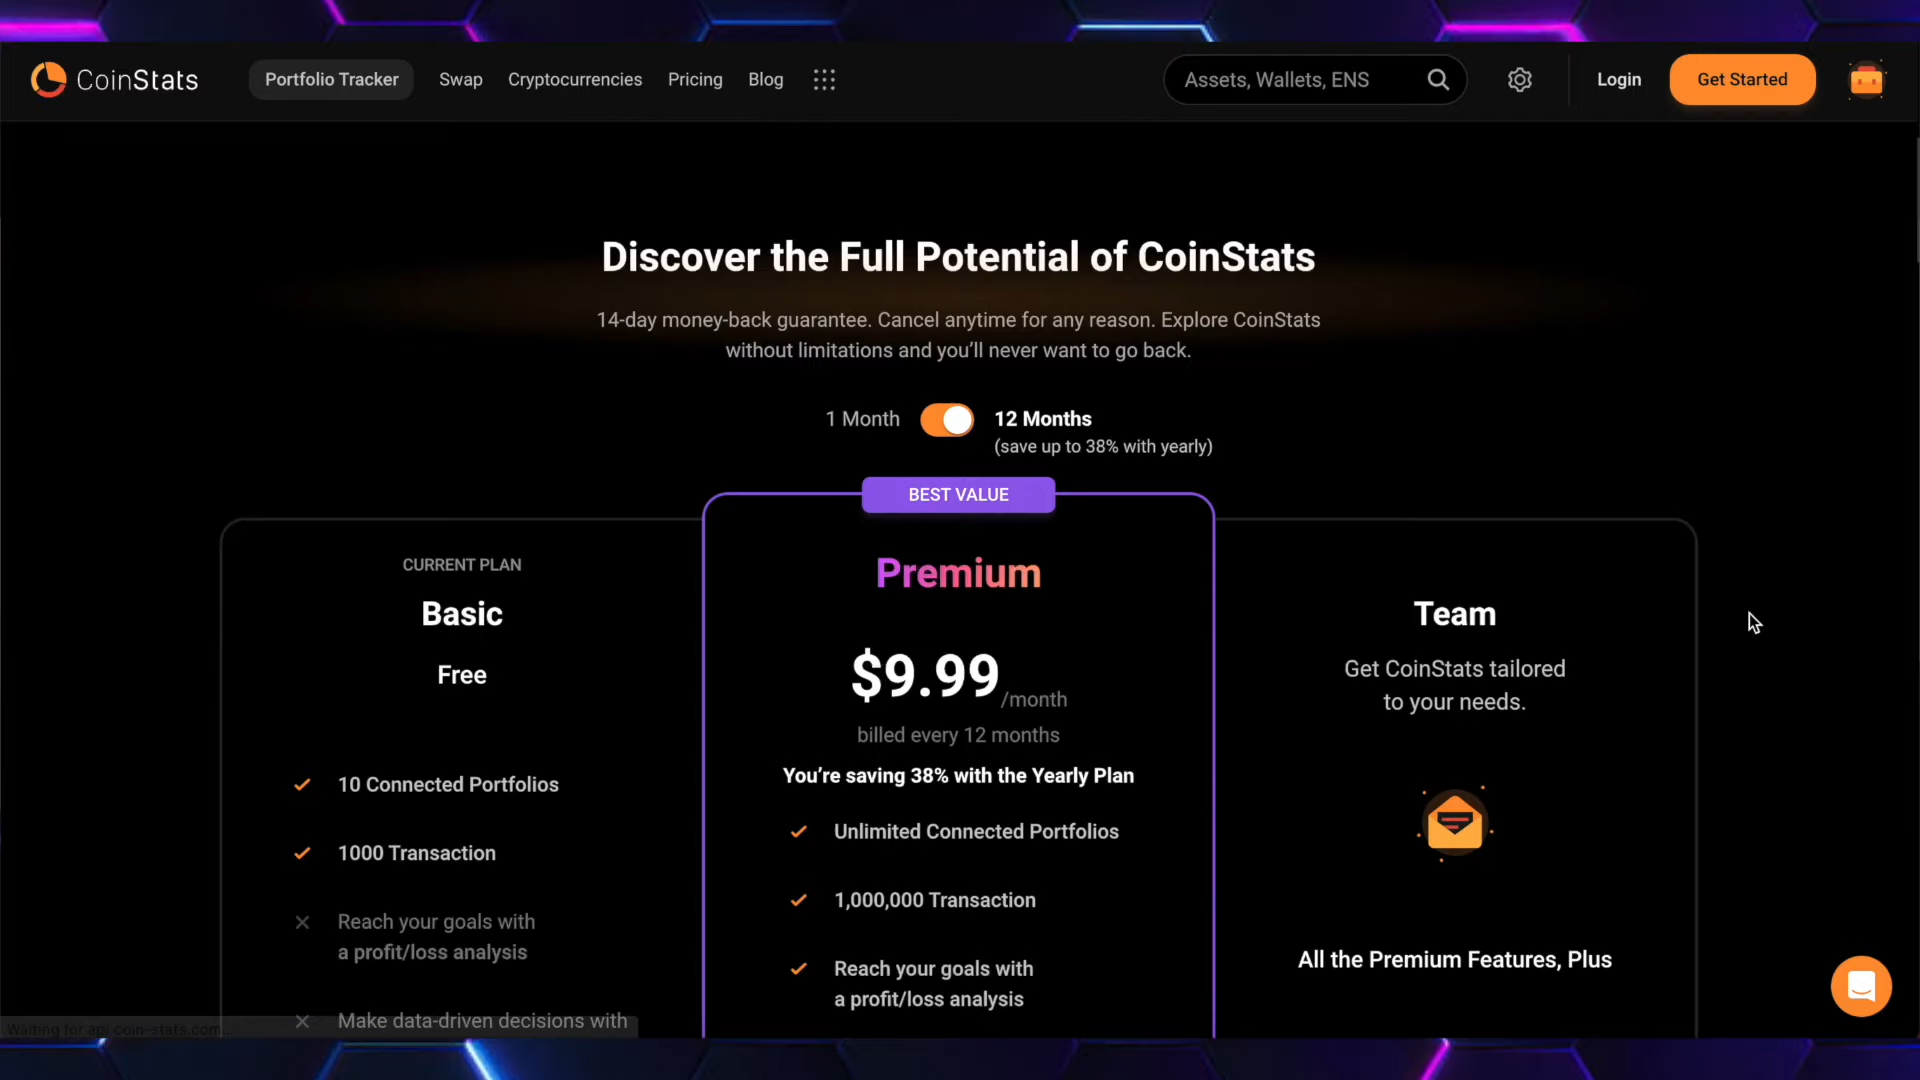 CoinStats
Portfolio Tracker
Swap
Cryptocurrencies
Pricing
Blog
Assets, Wallets, ENS
Login
Get Started
Discover the Full Potential of CoinStats
14-day money-back guarantee. Cancel anytime for any reason. Explore CoinStats
without limitations and you’ll never want to go back.
1 Month
12 Months
(save up to 38% with yearly)
CURRENT PLAN
Basic
Free
10 Connected Portfolios
1000 Transaction
Reach your goals with
a profit/loss analysis
Make data-driven decisions with
BEST VALUE
Premium
$9.99/month
billed every 12 months
You’re saving 38% with the Yearly Plan
Unlimited Connected Portfolios
1,000,000 Transaction
Reach your goals with
a profit/loss analysis
Team
Get CoinStats tailored
to your needs.
All the Premium Features, Plus
Waiting for api.coin-stats.com...